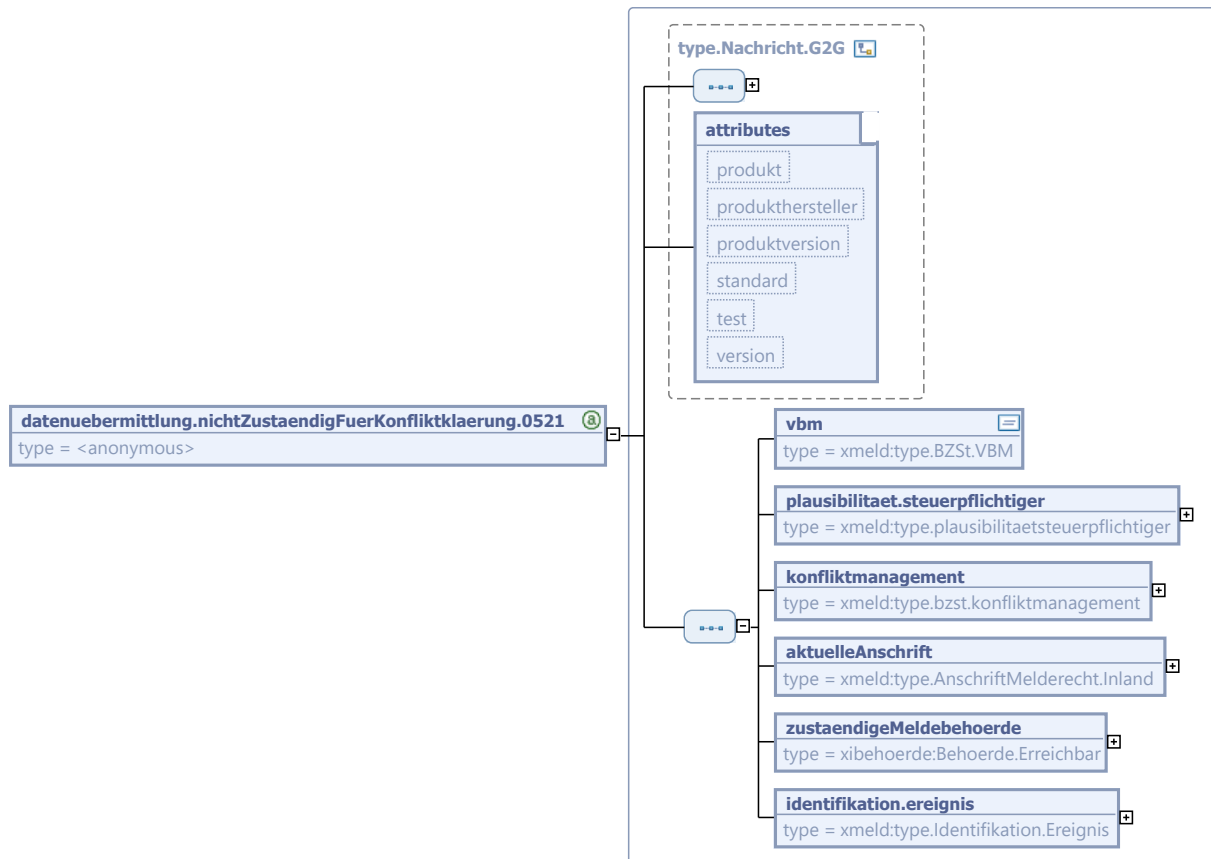 type.Nachricht.G2G
attributes
produkt
produkthersteller
produktversion
standard
test
version
datenuebermittlung.nichtZustaendigFuerKonfliktklaerung.0521
type = <anonymous>
vbm
type = xmeld:type.BZSt.VBM
plausibilitaet.steuerpflichtiger
type = xmeld:type.plausibilitaetsteuerpflichtiger
konfliktmanagement
type = xmeld:type.bzst.konfliktmanagement
aktuelleAnschrift
type = xmeld:type.AnschriftMelderecht.Inland
zustaendigeMeldebehoerde
type = xibehoerde:Behoerde.Erreichbar
identifikation.ereignis
type = xmeld:type.Identifikation.Ereignis